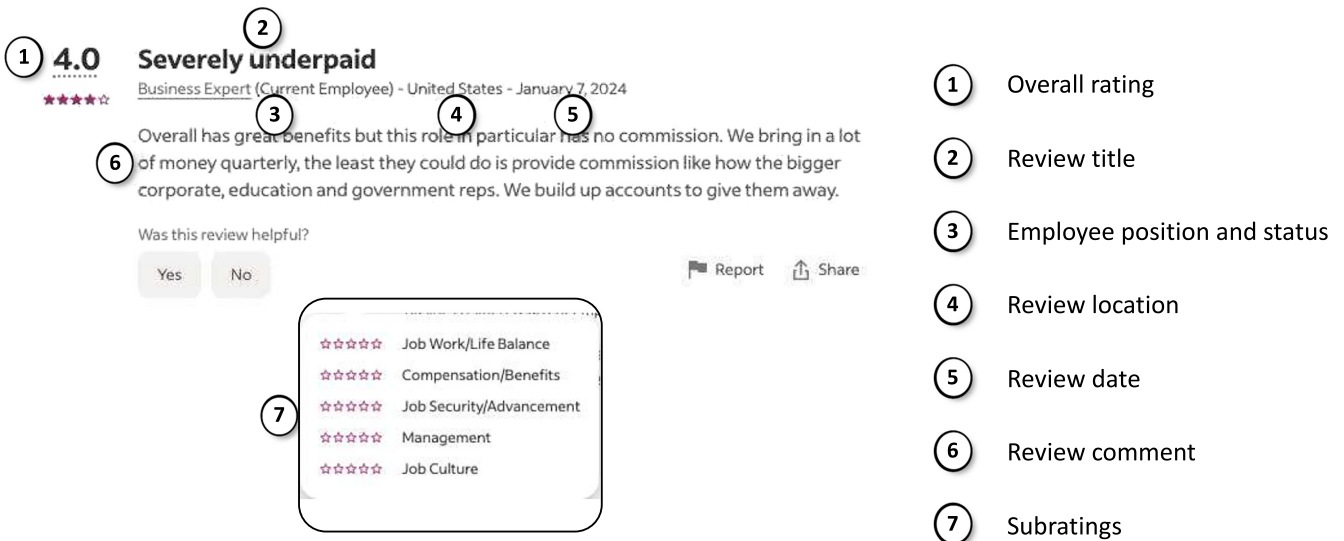 2
1 4.0 Severely underpaid
Business Expert (Current Employee) - United States - January 7, 2024
3 4 5
Overall has great benefits but this role in particular has no commission. We bring in a lot
6 of money quarterly, the least they could do is provide commission like how the bigger
corporate, education and government reps. We build up accounts to give them away.
Was this review helpful?
Yes No
Report Share
Job Work/Life Balance
Compensation/Benefits
7 Job Security/Advancement
Management
Job Culture
1 Overall rating
2 Review title
3 Employee position and status
4 Review location
5 Review date
6 Review comment
7 Subratings